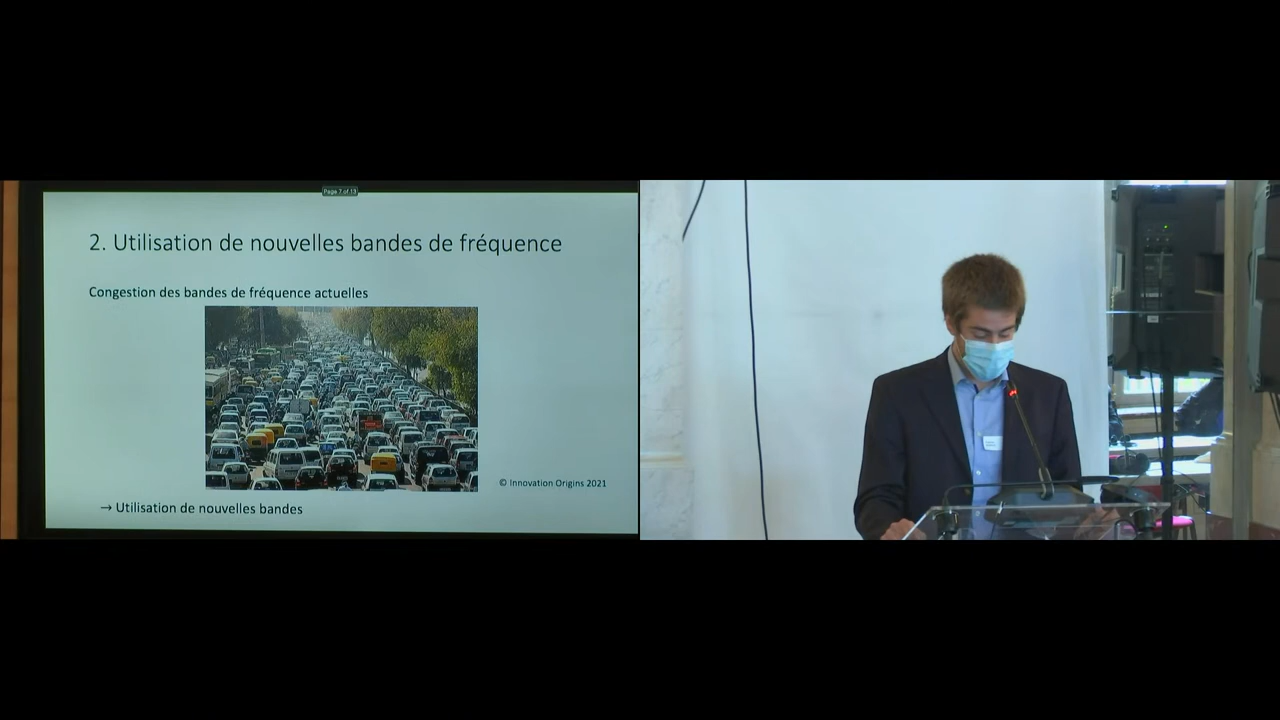 Page 7 of 13
2. Utilisation de nouvelles bandes de fréquence
Congestion des bandes de fréquence actuelles
© Innovation Origins 2021
→ Utilisation de nouvelles bandes